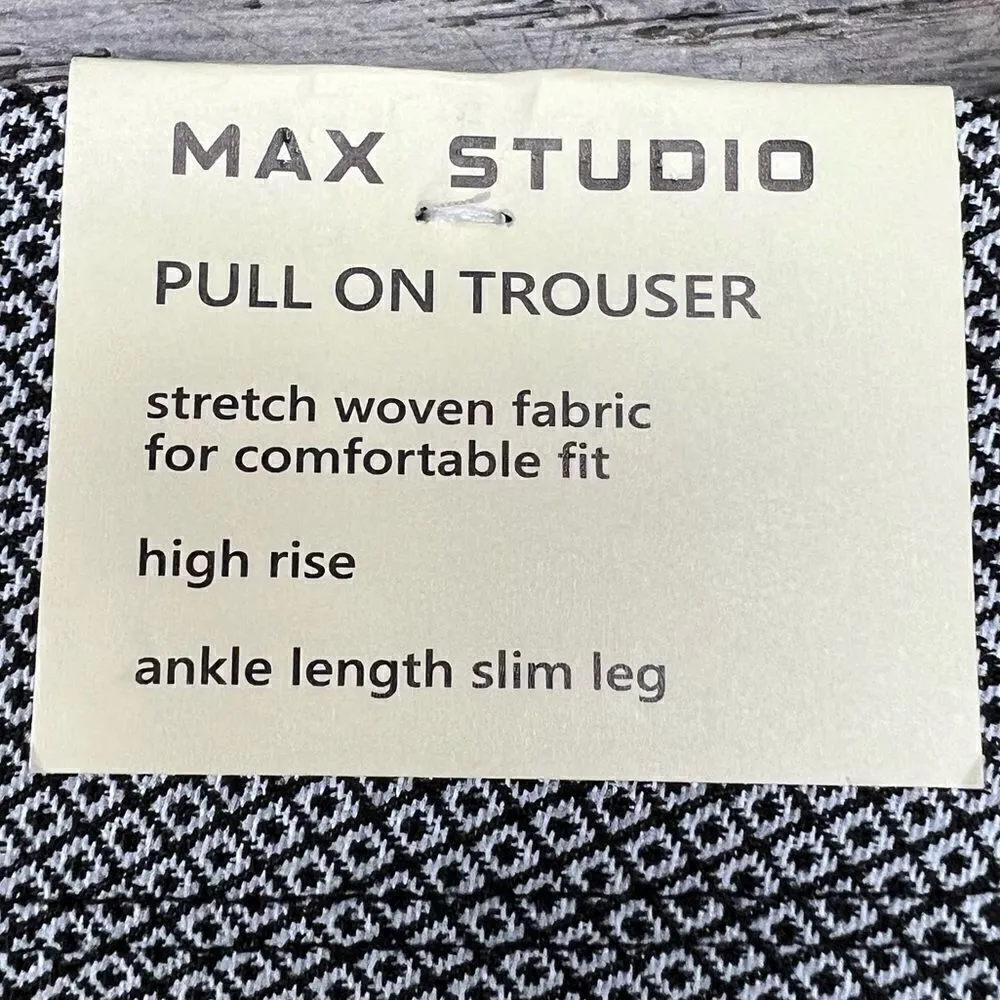 MAX STUDIO
PULL ON TROUSER
stretch woven fabric
for comfortable fit
high rise
ankle length slim leg